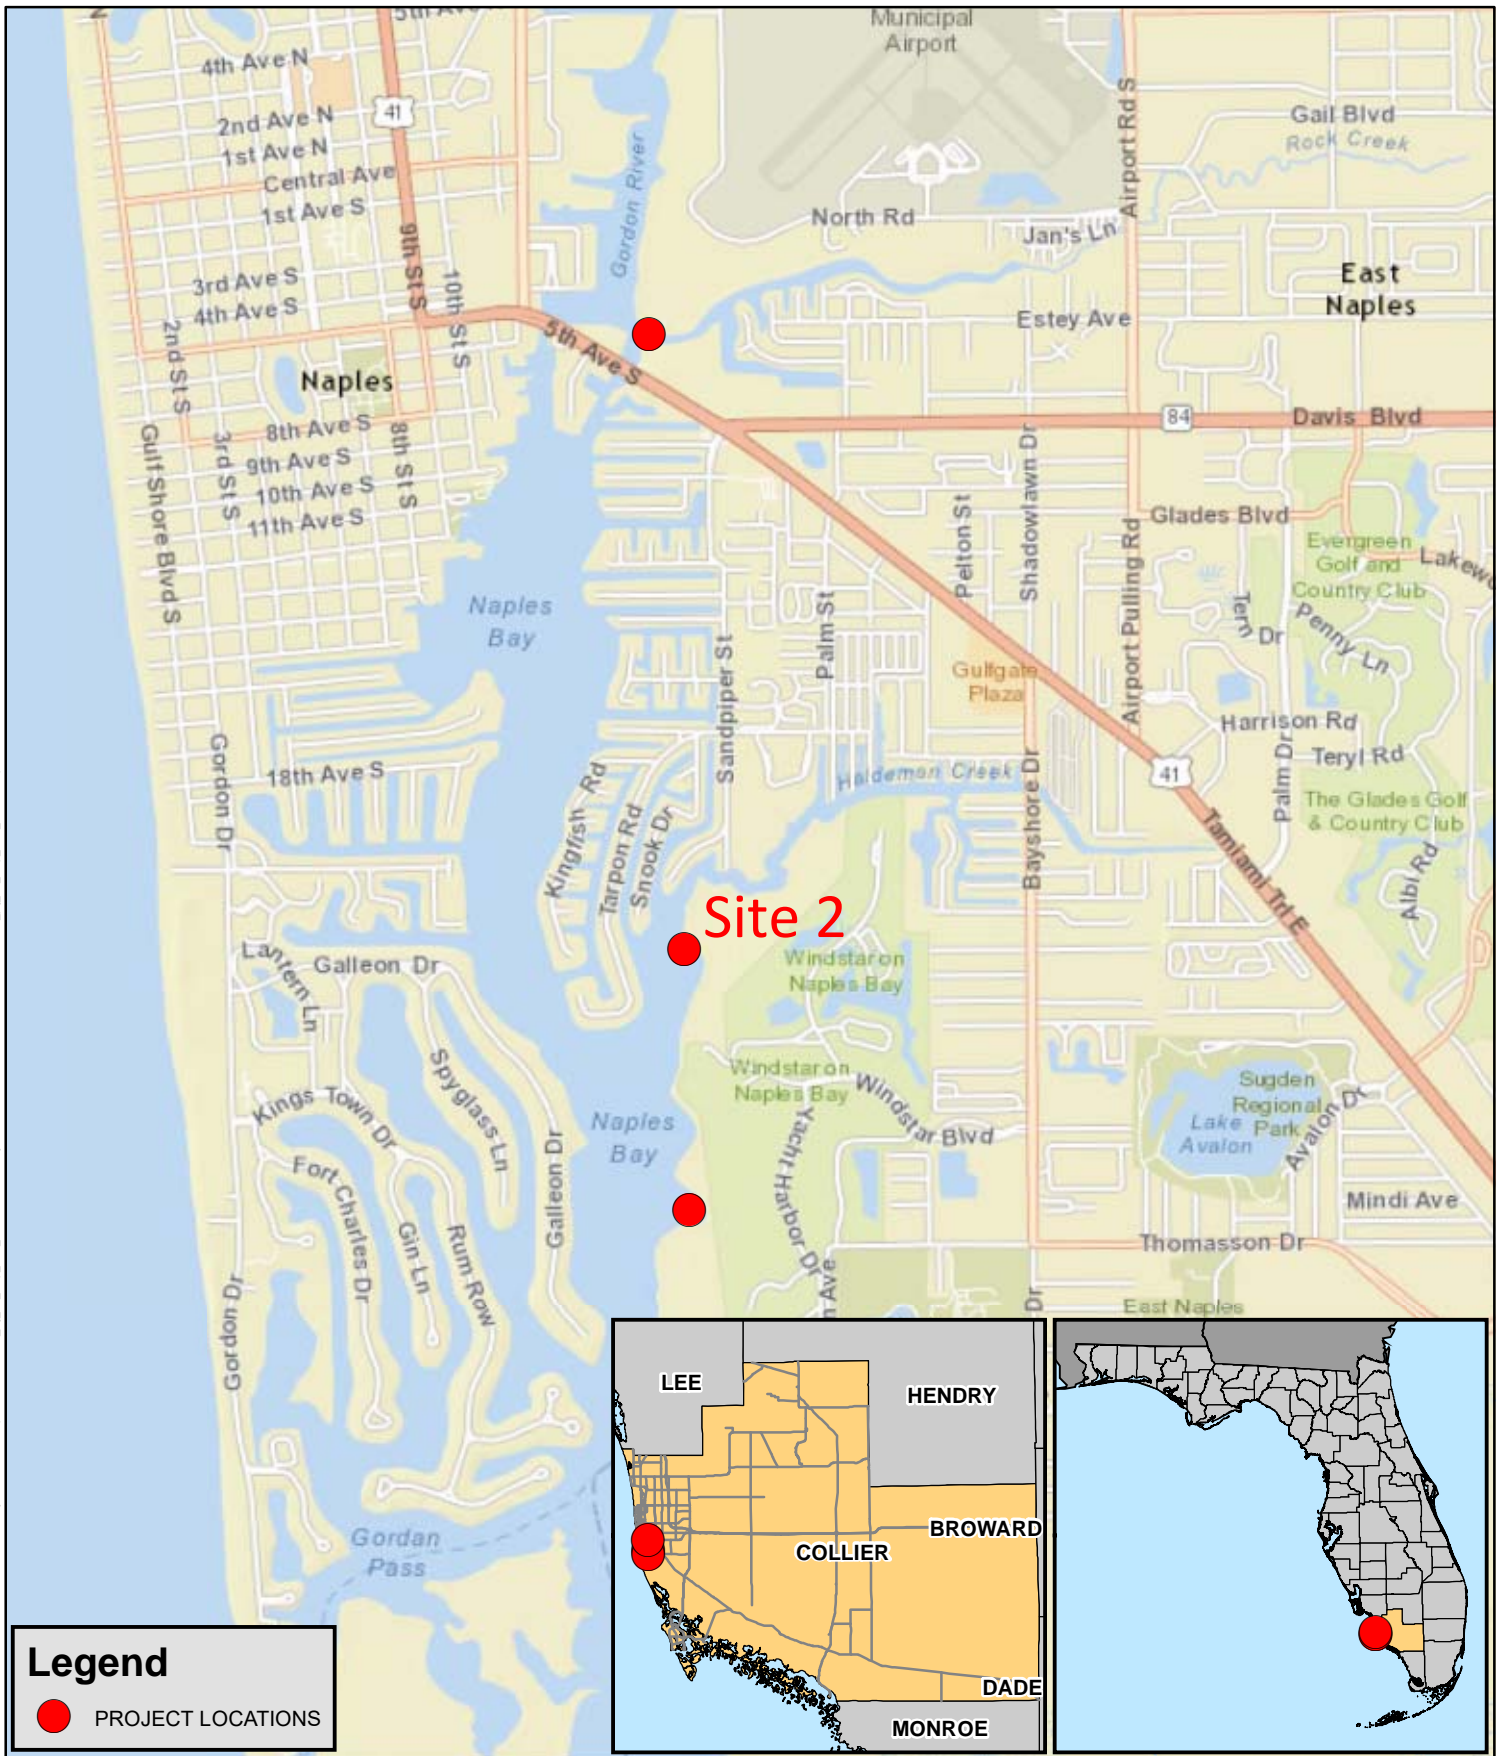 5th Ave N
4th Ave N
41
2nd Ave N
1st Ave N
Central Ave
1st Ave S
9th St S
10th St S
3rd Ave S
4th Ave S
2nd St S
Naples
Gulf Shore Blvd S
3rd St S
8th St S
8th Ave S
9th Ave S
10th Ave S
11th Ave S
Gordon River
5th Ave S
Municipal
Airport
Airport Rd S
Gail Blvd
Rock Creek
North Rd
Jan's Ln
Estey Ave
East
Naples
84
Davis Blvd
Naples
Bay
Sandpiper St
Palm St
Pelton St
Shadowlawn Dr
Airport Pulling Rd
Glades Blvd
Evergreen
Golf and
Country Club
Lakewo
Tern Dr
Penny Ln
Gulfgate
Plaza
Harrison Rd
Teryl Rd
Palm Dr
41
The Glades Golf
& Country Club
Albi Rd
Tamiami Trl E
Haldeman Creek
Bayshore Dr
Gordon Dr
18th Ave S
Kingfish Rd
Tarpon Rd
Snook Dr
Site 2
Windstar on
Naples Bay
Windstar on
Naples Bay
Windstar Blvd
Yacht Harbor Dr
Lantern Ln
Galleon Dr
Spyglass Ln
Kings Town Dr
Fort Charles Dr
Gin Ln
Rum Row
Galleon Dr
Naples
Bay
Sugden
Regional
Park
Lake
Avalon
Avalon Dr
Mindi Ave
Thomasson Dr
East Naples
n Ave
Dr
Gordon Dr
Gordan
Pass
LEE
HENDRY
BROWARD
COLLIER
DADE
MONROE
Legend
PROJECT LOCATIONS